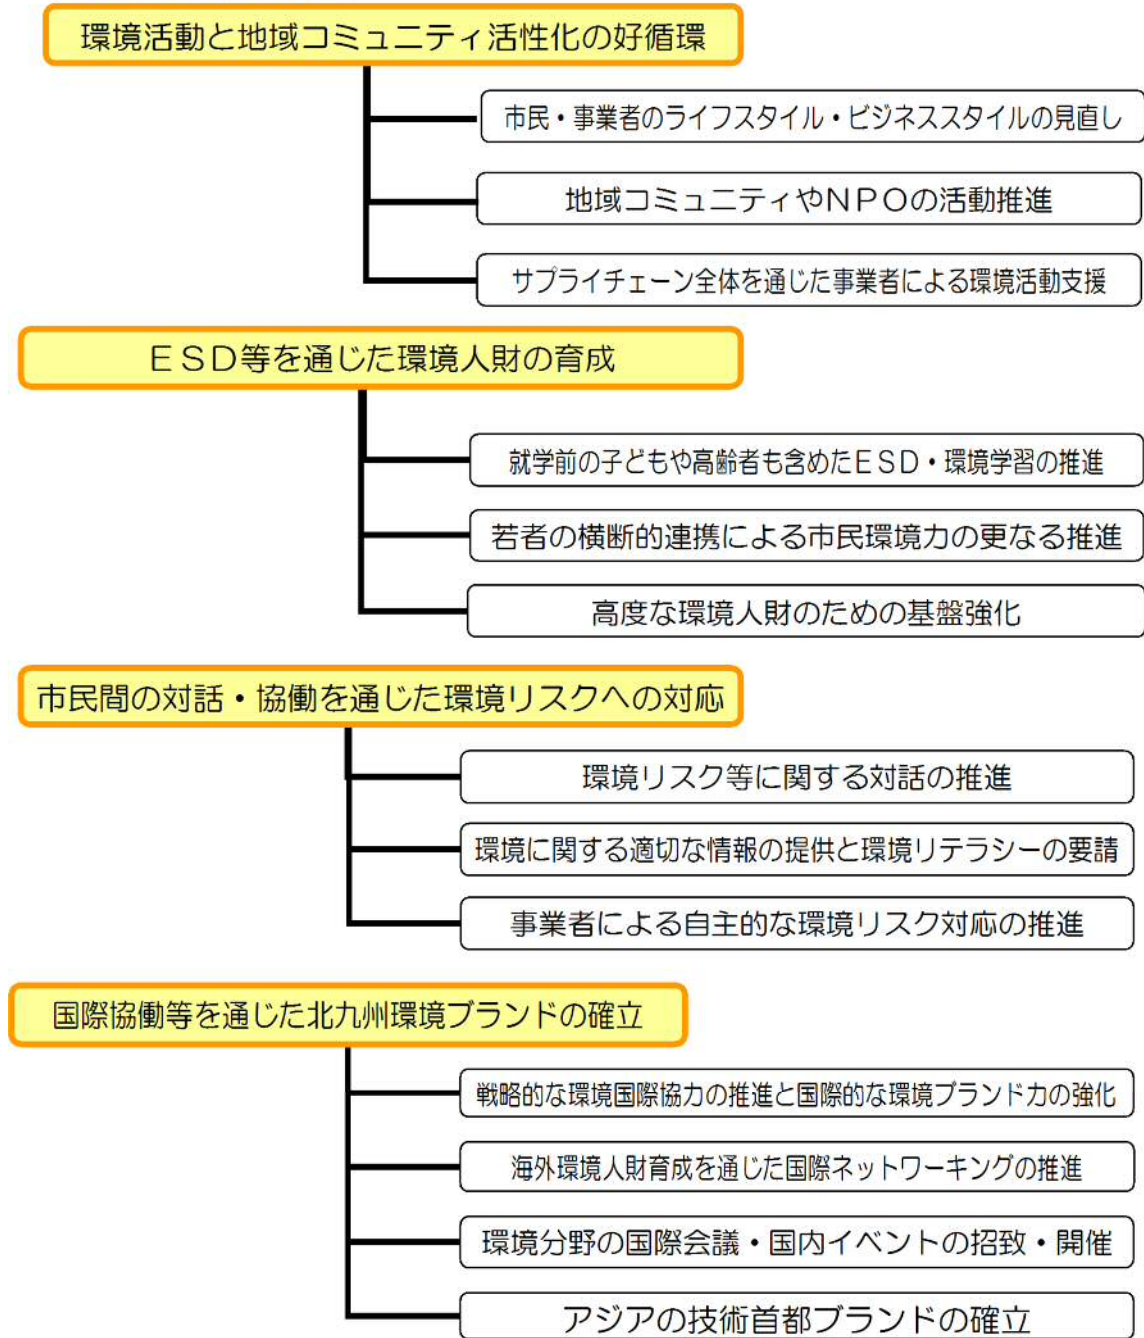 環境活動と地域コミュニティ活性化の好循環
市民・事業者のライフスタイル・ビジネススタイルの見直し
地域コミュニティやNPOの活動推進
サプライチェーン全体を通じた事業者による環境活動支援
ESD等を通じた環境人財の育成
就学前の子どもや高齢者も含めたESD・環境学習の推進
若者の横断的連携による市民環境力の更なる推進
高度な環境人財のための基盤強化
市民間の対話・協働を通じた環境リスクへの対応
環境リスク等に関する対話の推進
環境に関する適切な情報の提供と環境リテラシーの要請
事業者による自主的な環境リスク対応の推進
国際協働等を通じた北九州環境ブランドの確立
戦略的な環境国際協力の推進と国際的な環境ブランド力の強化
海外環境人財育成を通じた国際ネットワーキングの推進
環境分野の国際会議・国内イベントの招致・開催
アジアの技術首都ブランドの確立